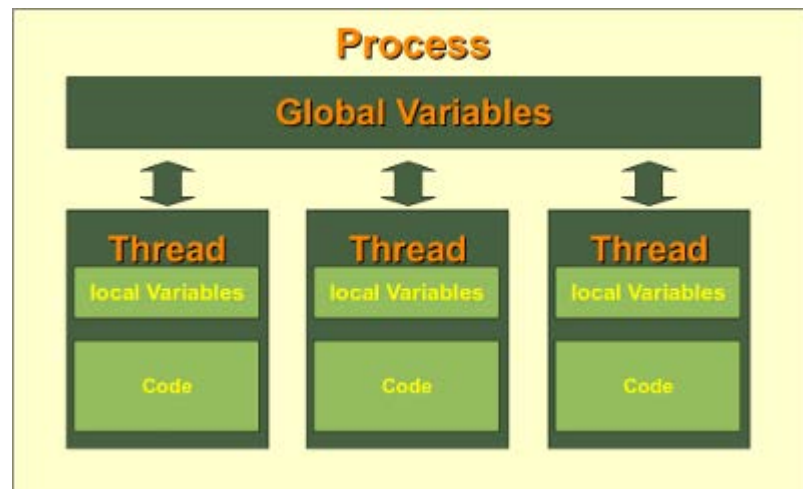 Process
Global Variables
Thread
local Variables
Code
Thread
local Variables
Code
Thread
local Variables
Code